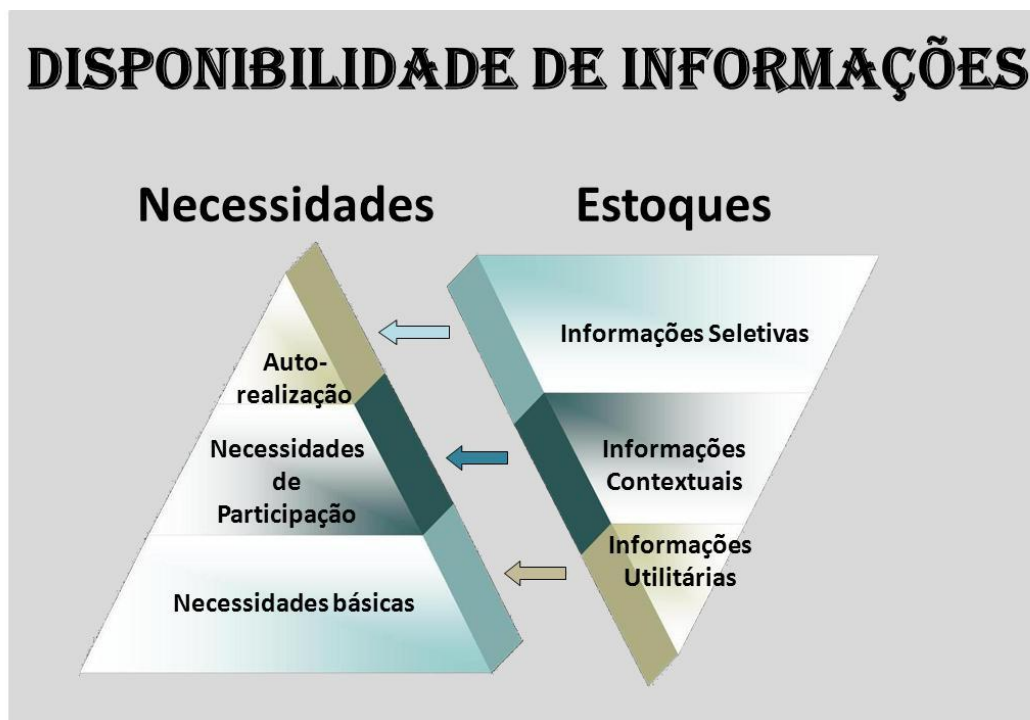 DISPONIBILIDADE DE INFORMAÇÕES
Necessidades
Estoques
Auto-
realização
Necessidades
de
Participação
Necessidades básicas
Informações Seletivas
Informações
Contextuais
Informações
Utilitárias